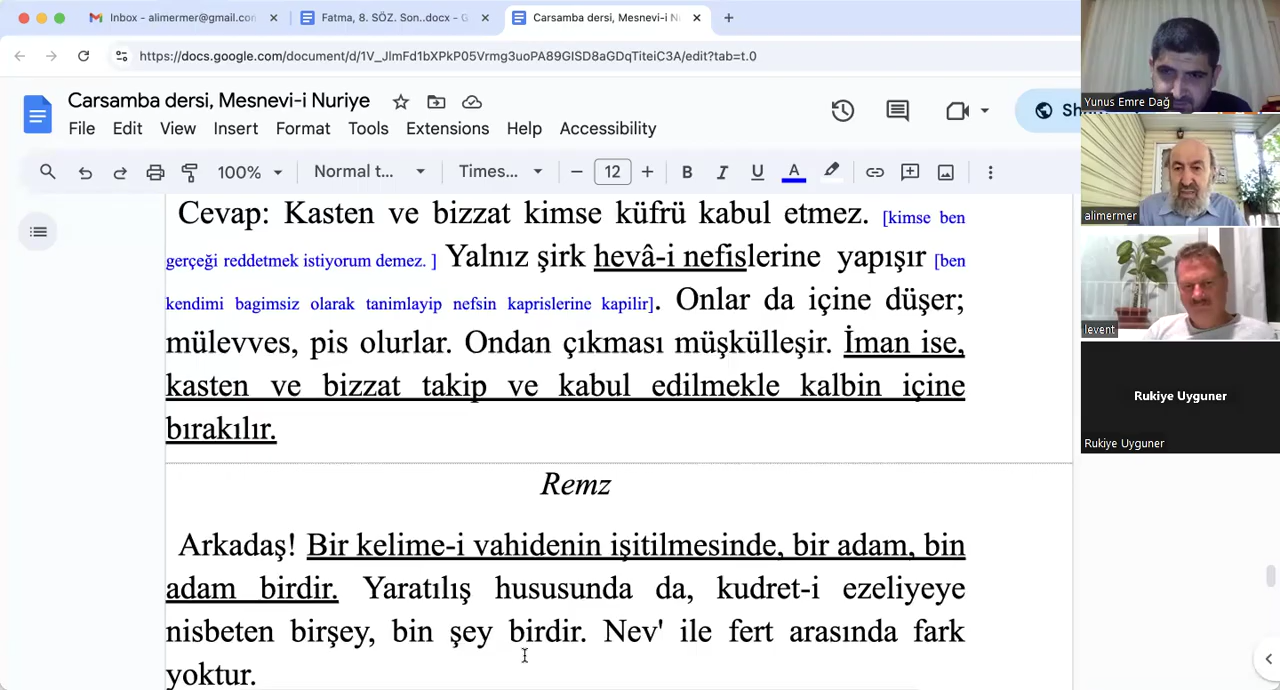 Inbox - alimermer@gmail.con
Fatma, 8. SÖZ. Son..docx - G
Carsamba dersi, Mesnevi-i Nu
https://docs.google.com/document/d/1V_JlmFd1bXPkP05Vrmg3uoPA89GISD8aGDqTiteiC3A/edit?tab=t.0
Carsamba dersi, Mesnevi-i Nuriye
File Edit View Insert Format Tools Extensions Help Accessibility
Sh
100% Normal t... Times... 12 B I U A
Cevap: Kasten ve bizzat kimse küfrü kabul etmez. [kimse ben
gerçeği reddetmek istiyorum demez. ] Yalnız şirk hevâ-i nefislerine yapışır [ben
kendimi bagimsiz olarak tanimlayip nefsin kaprislerine kapilir]. Onlar da içine düşer;
mülevves, pis olurlar. Ondan çıkması müşkülleşir. İman ise,
kasten ve bizzat takip ve kabul edilmekle kalbin içine
bırakılır.
Remz
Arkadaş! Bir kelime-i vahidenin işitilmesinde, bir adam, bin
adam birdir. Yaratılış hususunda da, kudret-i ezeliyeye
nisbeten birşey, bin şey birdir. Nev' ile fert arasında fark
yoktur.
Yunus Emre Dağ
alimermer
levent
Rukiye Uyguner
Rukiye Uyguner